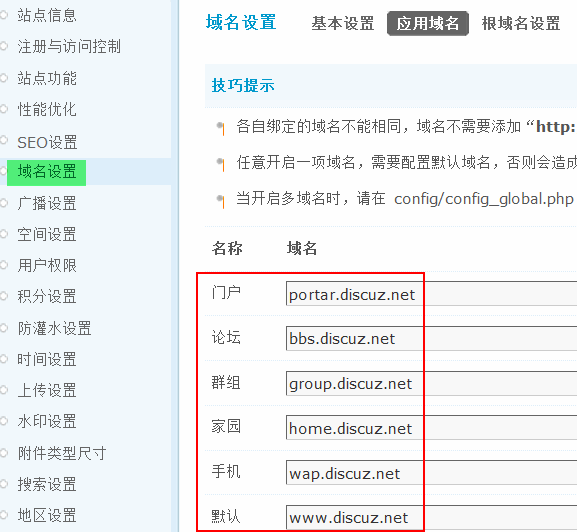 站点信息
注册与访问控制
站点功能
性能优化
SEO设置
域名设置
广播设置
空间设置
用户权限
积分设置
防灌水设置
时间设置
上传设置
水印设置
附件类型尺寸
搜索设置
地区设置
域名设置 基本设置 应用域名 根域名设置
技巧提示
各自绑定的域名不能相同，域名不需要添加“http:
任意开启一项域名，需要配置默认域名，否则会造成
当开启多域名时，请在 config/config_global.php
名称 域名
门户 portar.discuz.net
论坛 bbs.discuz.net
群组 group.discuz.net
家园 home.discuz.net
手机 wap.discuz.net
默认 www.discuz.net